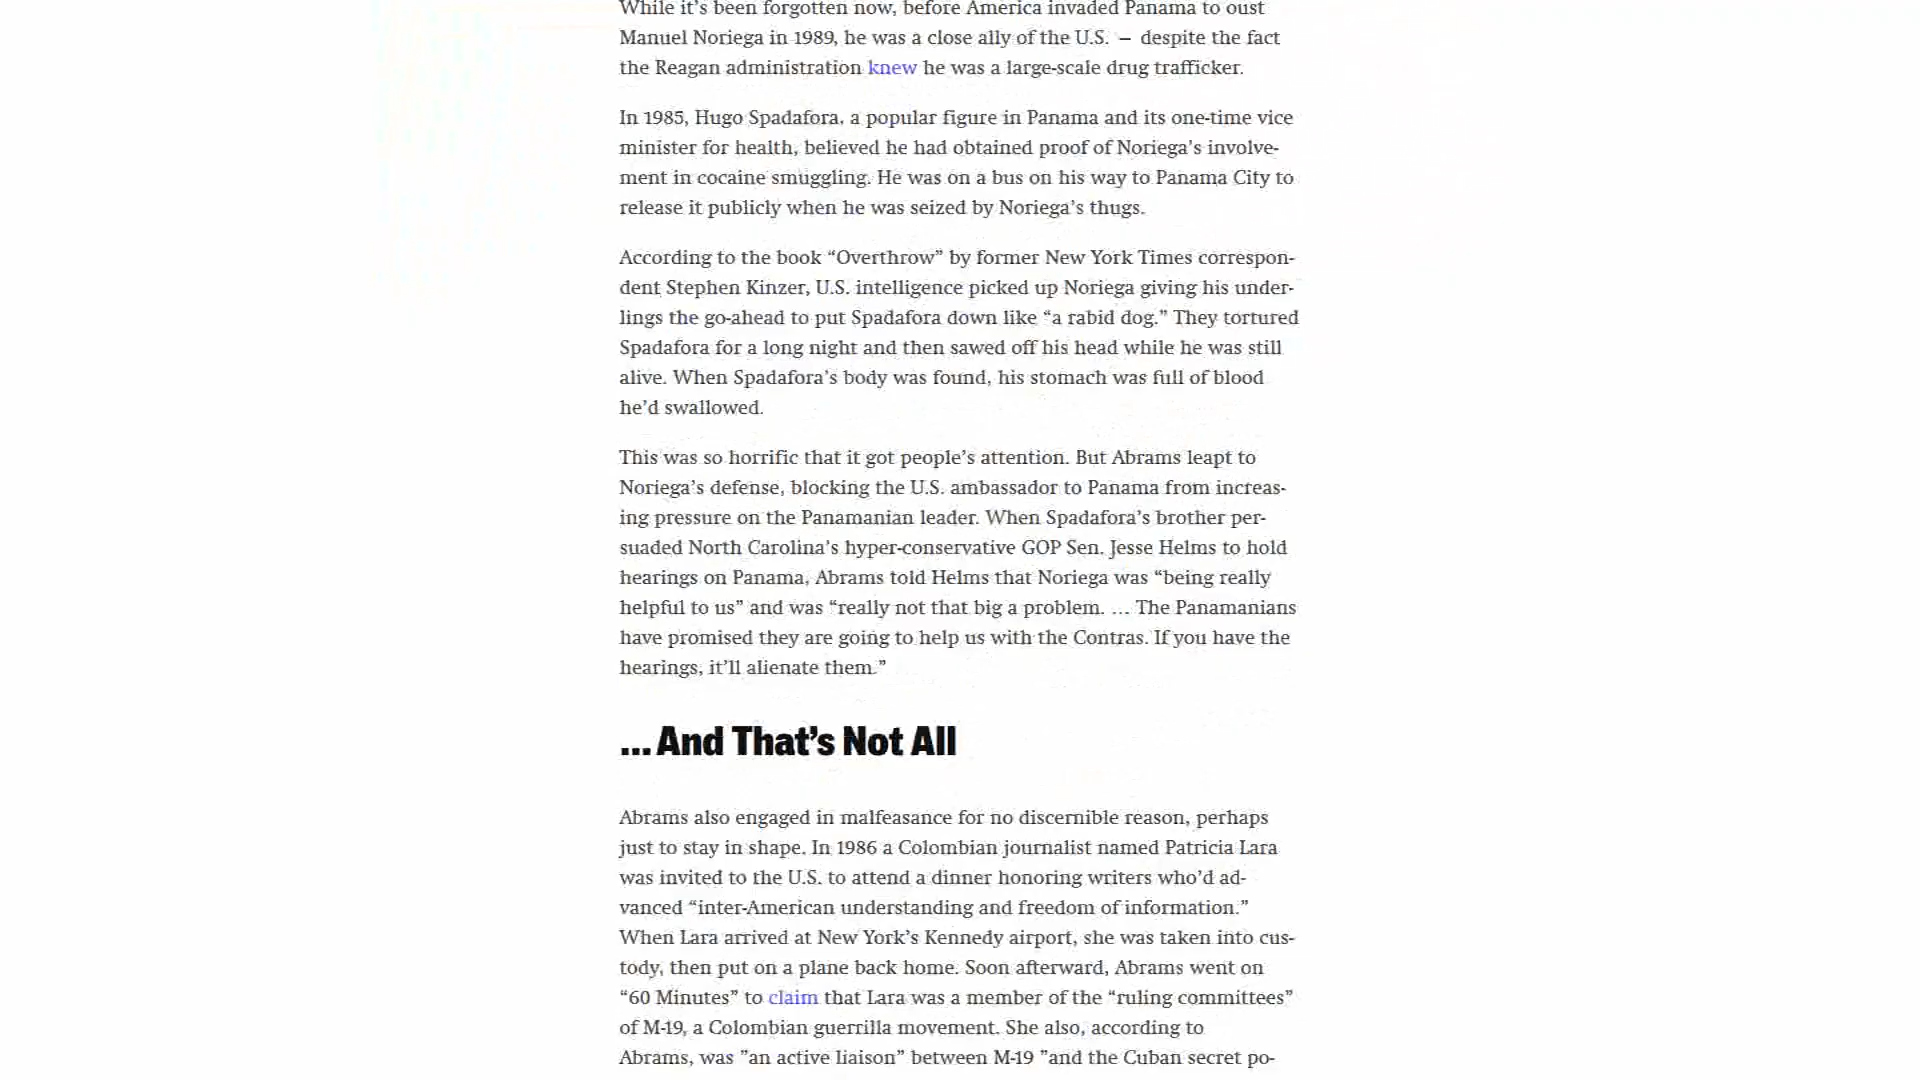 While it’s been forgotten now, before America invaded Panama to oust
Manuel Noriega in 1989, he was a close ally of the U.S. — despite the fact
the Reagan administration knew he was a large-scale drug trafficker.
In 1985, Hugo Spadafora, a popular figure in Panama and its one-time vice
minister for health, believed he had obtained proof of Noriega’s involve-
ment in cocaine smuggling. He was on a bus on his way to Panama City to
release it publicly when he was seized by Noriega’s thugs.
According to the book “Overthrow” by former New York Times correspon-
dent Stephen Kinzer, U.S. intelligence picked up Noriega giving his under-
lings the go-ahead to put Spadafora down like “a rabid dog.” They tortured
Spadafora for a long night and then sawed off his head while he was still
alive. When Spadafora’s body was found, his stomach was full of blood
he’d swallowed.
This was so horrific that it got people’s attention. But Abrams leapt to
Noriega’s defense, blocking the U.S. ambassador to Panama from increas-
ing pressure on the Panamanian leader. When Spadafora’s brother per-
suaded North Carolina’s hyper-conservative GOP Sen. Jesse Helms to hold
hearings on Panama, Abrams told Helms that Noriega was “being really
helpful to us” and was “really not that big a problem. … The Panamanians
have promised they are going to help us with the Contras. If you have the
hearings, it’ll alienate them.”
… And That’s Not All
Abrams also engaged in malfeasance for no discernible reason, perhaps
just to stay in shape. In 1986 a Colombian journalist named Patricia Lara
was invited to the U.S. to attend a dinner honoring writers who’d ad-
vanced “inter-American understanding and freedom of information.”
When Lara arrived at New York’s Kennedy airport, she was taken into cus-
tody, then put on a plane back home. Soon afterward, Abrams went on
“60 Minutes” to claim that Lara was a member of the “ruling committees”
of M-19, a Colombian guerrilla movement. She also, according to
Abrams, was ”an active liaison” between M-19 ”and the Cuban secret po-